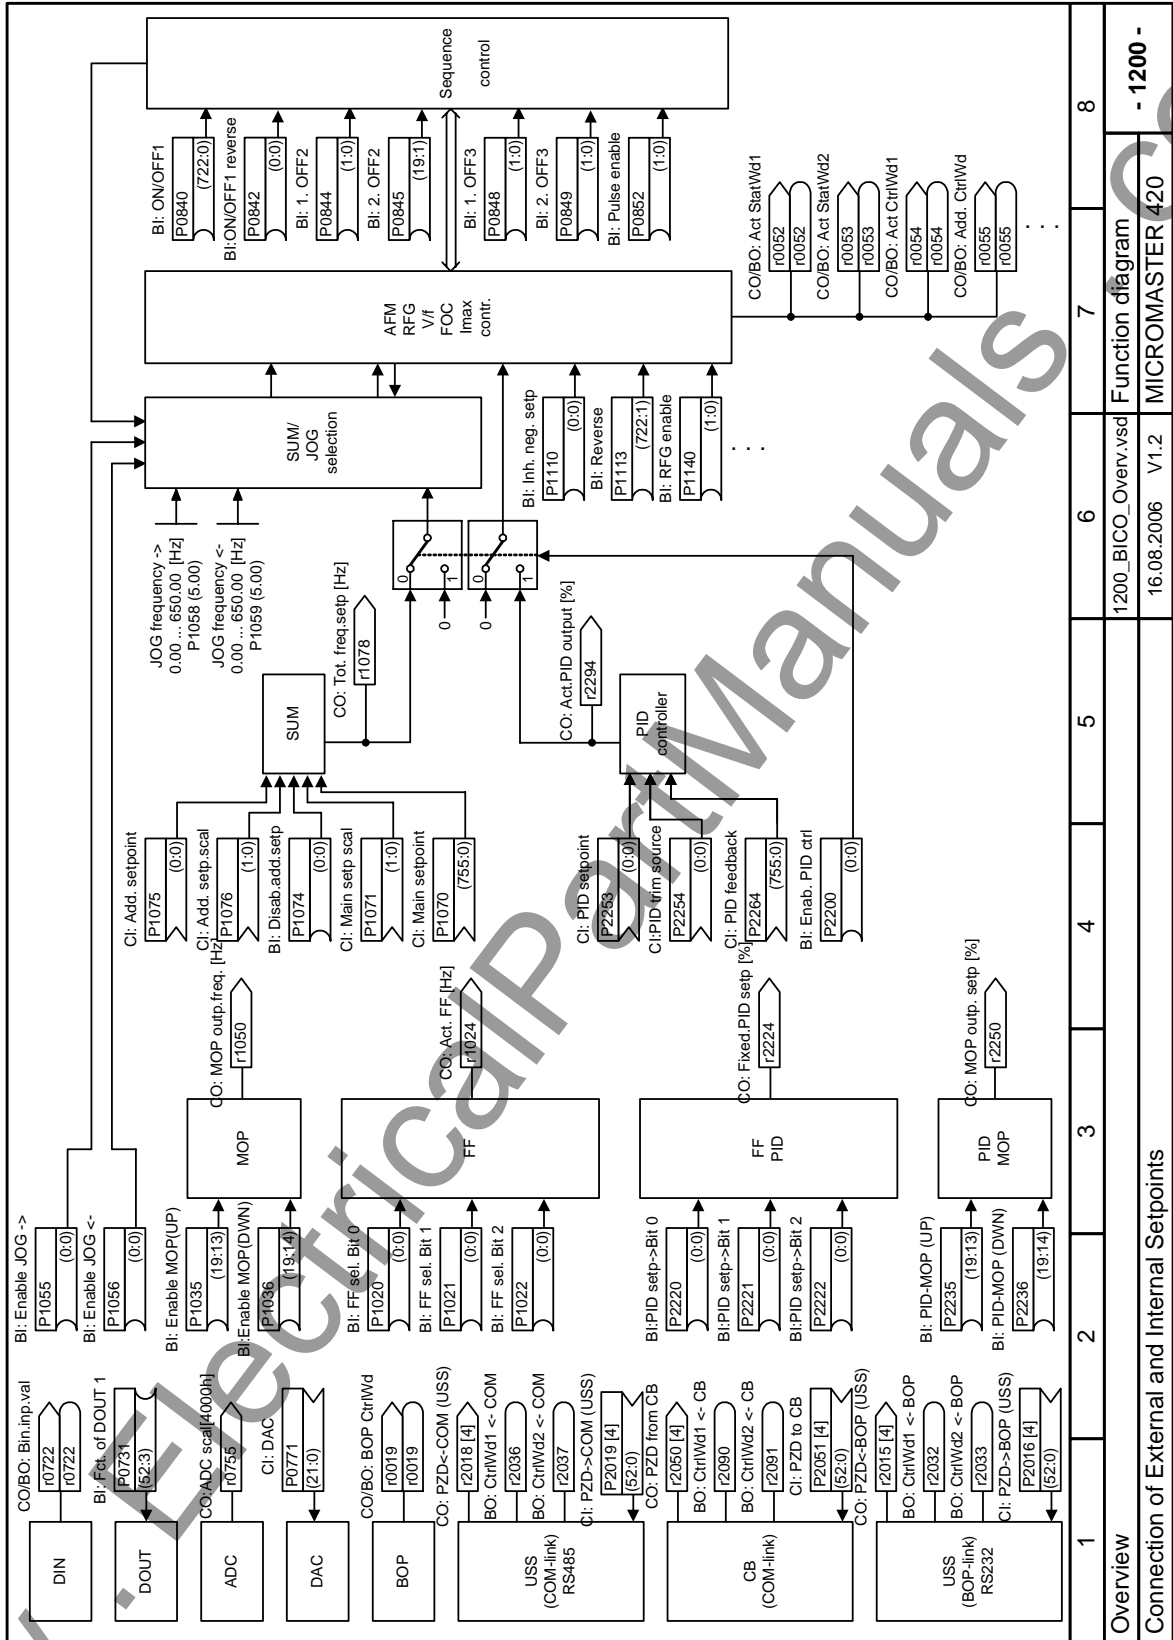 DIN
CO/BO: Bin.inp.val
r0722
r0722
DOUT
BI: Fct. of DOUT 1
P0731
(52:3)
ADC
CO:ADC scal[4000h]
r0755
DAC
CI: DAC
P0771
(21:0)
BOP
CO/BO: BOP CtrlWd
r0019
r0019
USS
(COM-link)
RS485
CO: PZD<-COM (USS)
r2018 [4]
BO: CtrlWd1 <- COM
r2036
BO: CtrlWd2 <- COM
r2037
CI: PZD->COM (USS)
P2019 [4]
(52:0)
CB
(COM-link)
CO: PZD from CB
r2050 [4]
BO: CtrlWd1 <- CB
r2090
BO: CtrlWd2 <- CB
r2091
CI: PZD to CB
P2051 [4]
(52:0)
USS
(BOP-link)
RS232
CO: PZD<-BOP (USS)
r2015 [4]
BO: CtrlWd1 <- BOP
r2032
BO: CtrlWd2 <- BOP
r2033
CI: PZD->BOP (USS)
P2016 [4]
(52:0)
BI: Enable JOG ->
P1055
(0:0)
BI: Enable JOG <-
P1056
(0:0)
BI: Enable MOP(UP)
P1035
(19:13)
BI:Enable MOP(DWN)
P1036
(19:14)
MOP
CO: MOP outp.freq. [Hz]
r1050
BI: FF sel. Bit 0
P1020
(0:0)
BI: FF sel. Bit 1
P1021
(0:0)
BI: FF sel. Bit 2
P1022
(0:0)
FF
CO: Act. FF [Hz]
r1024
BI:PID setp->Bit 0
P2220
(0:0)
BI:PID setp->Bit 1
P2221
(0:0)
BI:PID setp->Bit 2
P2222
(0:0)
FF
PID
CO: Fixed.PID setp [%]
r2224
BI: PID-MOP (UP)
P2235
(19:13)
BI: PID-MOP (DWN)
P2236
(19:14)
PID
MOP
CO: MOP outp. setp [%]
r2250
CI: Add. setpoint
P1075
(0:0)
CI: Add. setp.scal
P1076
(1:0)
BI: Disab.add.setp
P1074
(0:0)
CI: Main setp scal
P1071
(1:0)
CI: Main setpoint
P1070
(755:0)
SUM
CO: Tot. freq.setp [Hz]
r1078
CI: PID setpoint
P2253
(0:0)
CI:PID trim source
P2254
(0:0)
CI: PID feedback
P2264
(755:0)
BI: Enab. PID ctrl
P2200
(0:0)
PID
controller
CO: Act.PID output [%]
r2294
JOG frequency ->
0.00 ... 650.00 [Hz]
P1058 (5.00)
JOG frequency <-
0.00 ... 650.00 [Hz]
P1059 (5.00)
0
1
0
0
1
0
SUM/
JOG
selection
BI: Inh. neg. setp
P1110
(0:0)
BI: Reverse
P1113
(722:1)
BI: RFG enable
P1140
(1:0)
. . .
AFM
RFG
V/f
FOC
Imax
contr.
BI: ON/OFF1
P0840
(722:0)
BI:ON/OFF1 reverse
P0842
(0:0)
BI: 1. OFF2
P0844
(1:0)
BI: 2. OFF2
P0845
(19:1)
BI: 1. OFF3
P0848
(1:0)
BI: 2. OFF3
P0849
(1:0)
BI: Pulse enable
P0852
(1:0)
Sequence
control
CO/BO: Act StatWd1
r0052
r0052
CO/BO: Act StatWd2
r0053
r0053
CO/BO: Act CtrlWd1
r0054
r0054
CO/BO: Add. CtrlWd
r0055
r0055
. . .
1 2 3 4 5 6 7 8
Overview
Connection of External and Internal Setpoints
1200_BICO_Overv.vsd
16.08.2006 V1.2
Function diagram
MICROMASTER 420
- 1200 -
. ElectricalPartManuals . co